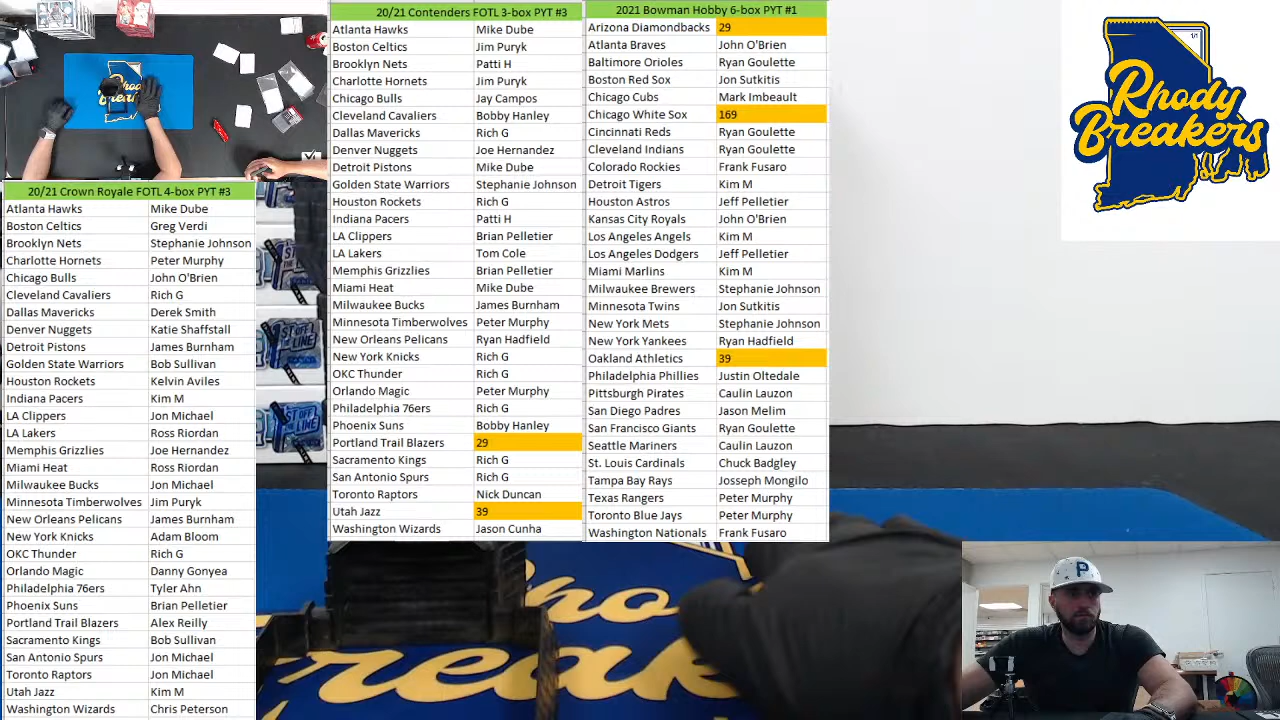 20/21 Contenders FOTL 3-box PYT #3
Atlanta Hawks Mike Dube
Boston Celtics Jim Puryk
Brooklyn Nets Patti H
Charlotte Hornets Jim Puryk
Chicago Bulls Jay Campos
Cleveland Cavaliers Bobby Hanley
Dallas Mavericks Rich G
Denver Nuggets Joe Hernandez
Detroit Pistons Mike Dube
Golden State Warriors Stephanie Johnson
Houston Rockets Rich G
Indiana Pacers Patti H
LA Clippers Brian Pelletier
LA Lakers Tom Cole
Memphis Grizzlies Brian Pelletier
Miami Heat Mike Dube
Milwaukee Bucks James Burnham
Minnesota Timberwolves Peter Murphy
New Orleans Pelicans Ryan Hadfield
New York Knicks Rich G
OKC Thunder Rich G
Orlando Magic Peter Murphy
Philadelphia 76ers Rich G
Phoenix Suns Bobby Hanley
Portland Trail Blazers 29
Sacramento Kings Rich G
San Antonio Spurs Rich G
Toronto Raptors Nick Duncan
Utah Jazz 39
Washington Wizards Jason Cunha
2021 Bowman Hobby 6-box PYT #1
Arizona Diamondbacks 29
Atlanta Braves John O'Brien
Baltimore Orioles Ryan Goulette
Boston Red Sox Jon Sutkitis
Chicago Cubs Mark Imbeault
Chicago White Sox 169
Cincinnati Reds Ryan Goulette
Cleveland Indians Ryan Goulette
Colorado Rockies Frank Fusaro
Detroit Tigers Kim M
Houston Astros Jeff Pelletier
Kansas City Royals John O'Brien
Los Angeles Angels Kim M
Los Angeles Dodgers Jeff Pelletier
Miami Marlins Kim M
Milwaukee Brewers Stephanie Johnson
Minnesota Twins Jon Sutkitis
New York Mets Stephanie Johnson
New York Yankees Ryan Hadfield
Oakland Athletics 39
Philadelphia Phillies Justin Oltedale
Pittsburgh Pirates Caulin Lauzon
San Diego Padres Jason Melim
San Francisco Giants Ryan Goulette
Seattle Mariners Caulin Lauzon
St. Louis Cardinals Chuck Badgley
Tampa Bay Rays Josseph Mongilo
Texas Rangers Peter Murphy
Toronto Blue Jays Peter Murphy
Washington Nationals Frank Fusaro
1/1
Rhody
Breakers
20/21 Crown Royale FOTL 4-box PYT #3
Atlanta Hawks Mike Dube
Boston Celtics Greg Verdi
Brooklyn Nets Stephanie Johnson
Charlotte Hornets Peter Murphy
Chicago Bulls John O'Brien
Cleveland Cavaliers Rich G
Dallas Mavericks Derek Smith
Denver Nuggets Katie Shaffstall
Detroit Pistons James Burnham
Golden State Warriors Bob Sullivan
Houston Rockets Kelvin Aviles
Indiana Pacers Kim M
LA Clippers Jon Michael
LA Lakers Ross Riordan
Memphis Grizzlies Joe Hernandez
Miami Heat Ross Riordan
Milwaukee Bucks Jon Michael
Minnesota Timberwolves Jim Puryk
New Orleans Pelicans James Burnham
New York Knicks Adam Bloom
OKC Thunder Rich G
Orlando Magic Danny Gonyea
Philadelphia 76ers Tyler Ahn
Phoenix Suns Brian Pelletier
Portland Trail Blazers Alex Reilly
Sacramento Kings Bob Sullivan
San Antonio Spurs Jon Michael
Toronto Raptors Jon Michael
Utah Jazz Kim M
Washington Wizards Chris Peterson
P